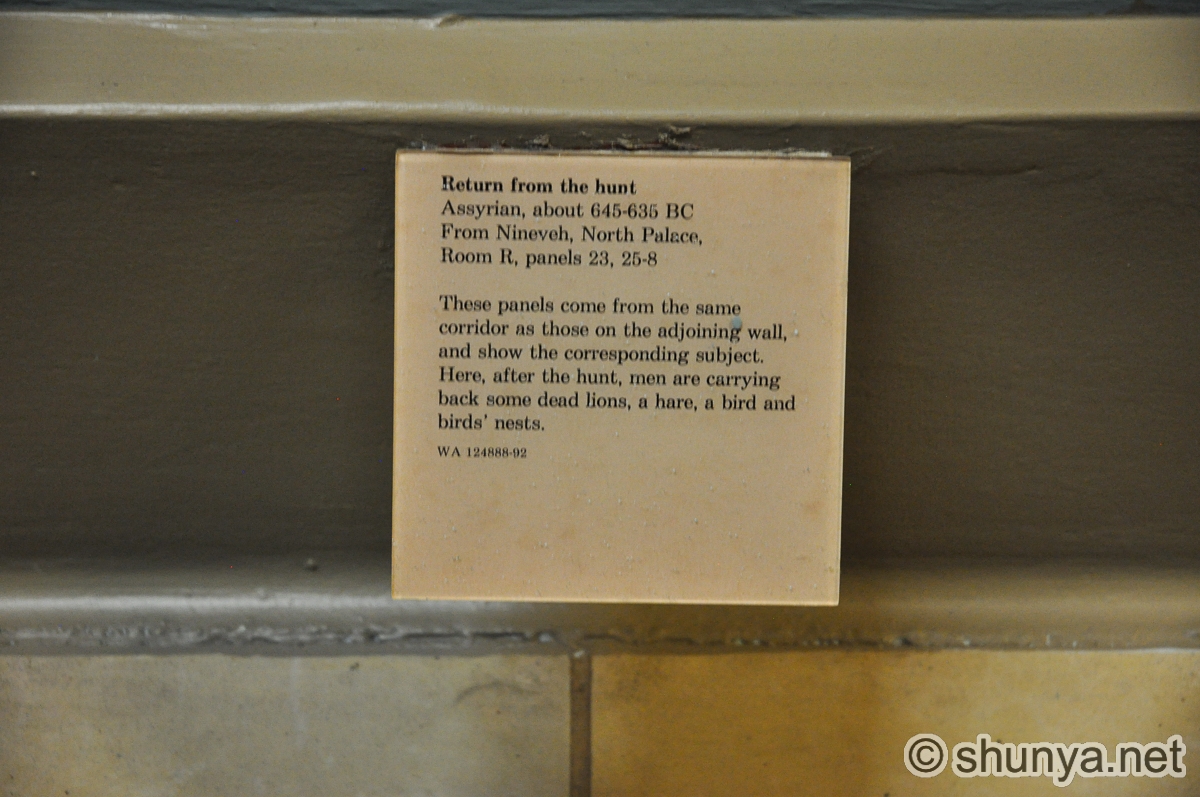 Return from the hunt
Assyrian, about 645-635 BC
From Nineveh, North Palace,
Room R, panels 23, 25-8
These panels come from the same
corridor as those on the adjoining wall,
and show the corresponding subject.
Here, after the hunt, men are carrying
back some dead lions, a hare, a bird and
birds' nests.
WA 124888-92
© shunya.net